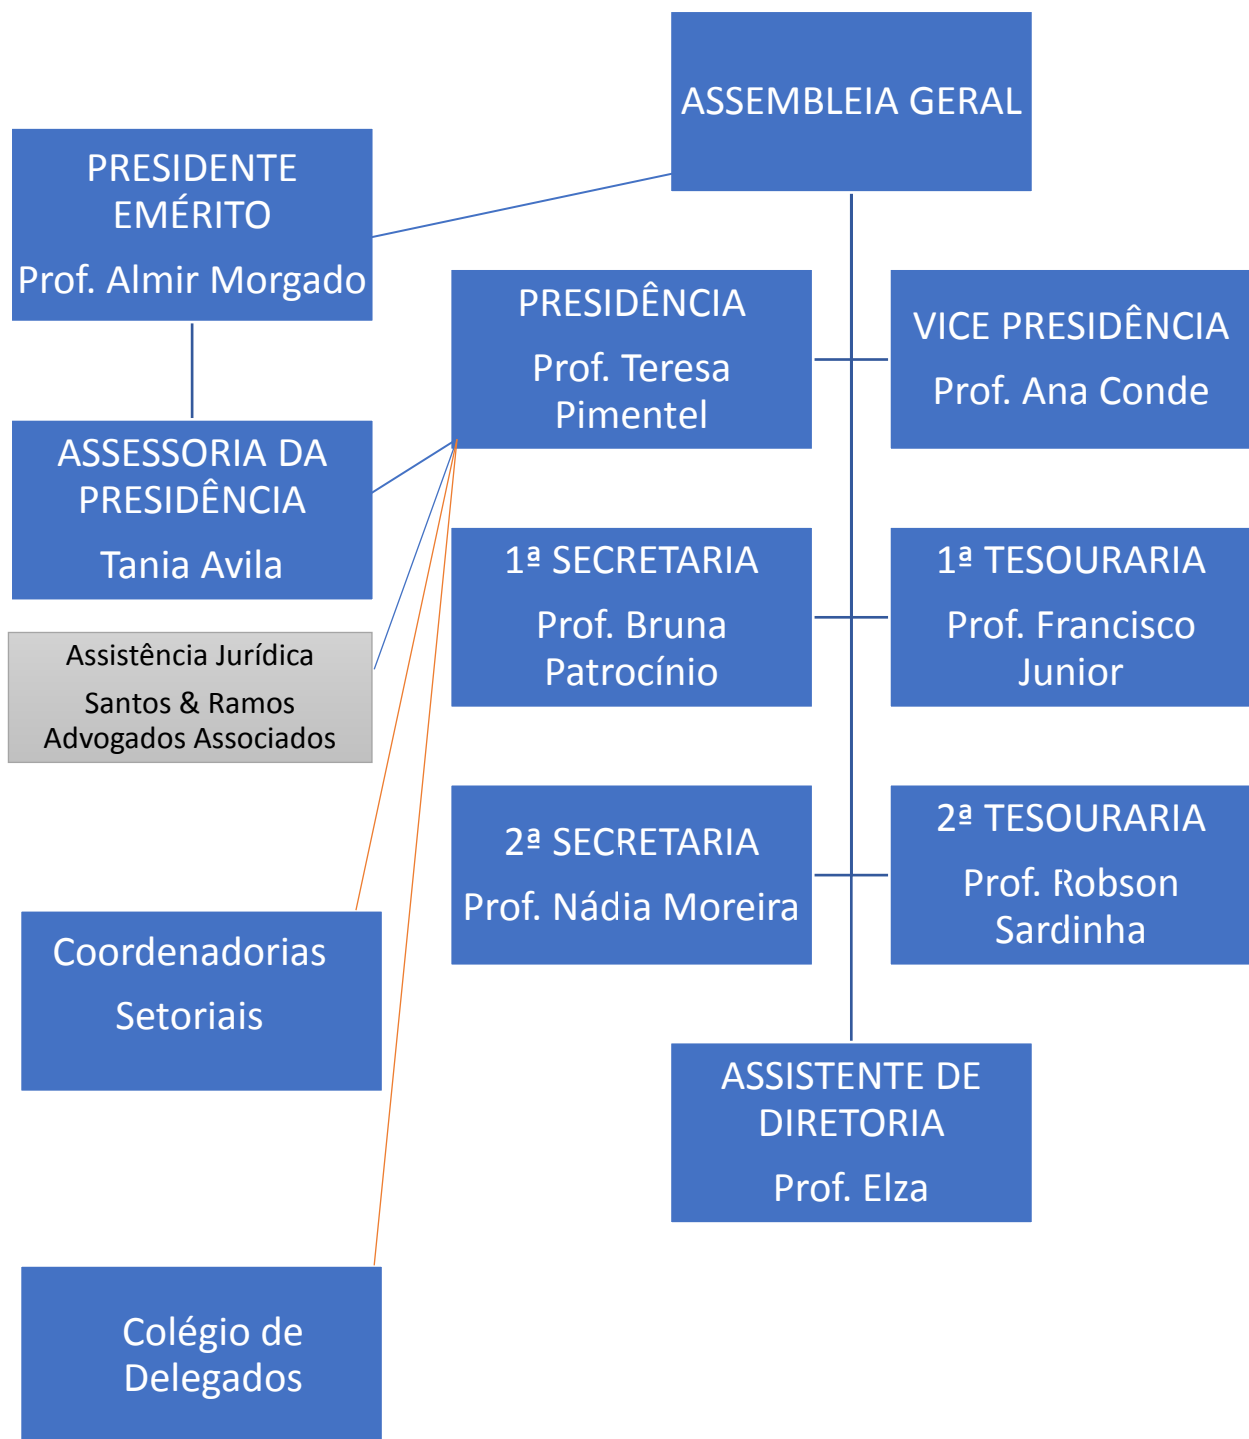 ASSEMBLEIA GERAL
PRESIDENTE
EMÉRITO
Prof. Almir Morgado
PRESIDÊNCIA
Prof. Teresa
Pimentel
VICE PRESIDÊNCIA
Prof. Ana Conde
ASSESSORIA DA
PRESIDÊNCIA
Tania Avila
1ª SECRETARIA
Prof. Bruna
Patrocínio
1ª TESOURARIA
Prof. Francisco
Junior
Assistência Jurídica
Santos & Ramos
Advogados Associados
2ª SECRETARIA
Prof. Nádia Moreira
2ª TESOURARIA
Prof. Robson
Sardinha
Coordenadorias
Setoriais
ASSISTENTE DE
DIRETORIA
Prof. Elza
Colégio de
Delegados